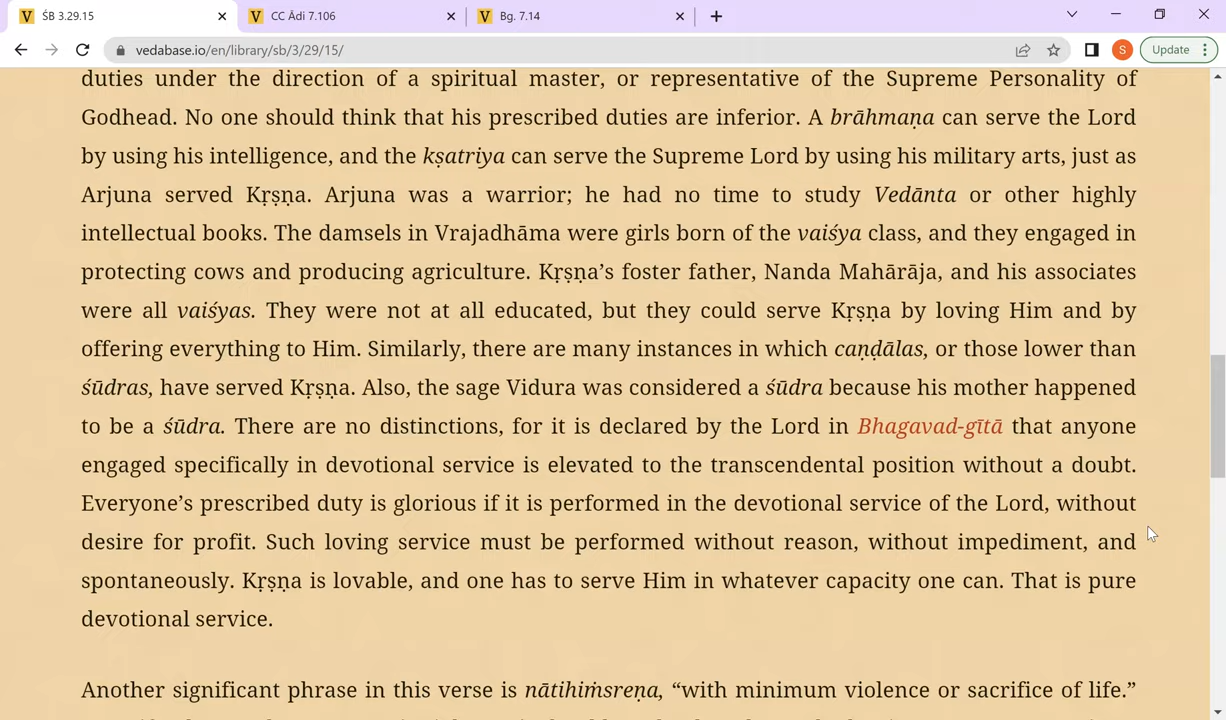 ŚB 3.29.15
CC Ādi 7.106
Bg. 7.14
vedabase.io/en/library/sb/3/29/15/
S
Update
duties under the direction of a spiritual master, or representative of the Supreme Personality of
Godhead. No one should think that his prescribed duties are inferior. A brāhmaṇa can serve the Lord
by using his intelligence, and the kṣatriya can serve the Supreme Lord by using his military arts, just as
Arjuna served Kṛṣṇa. Arjuna was a warrior; he had no time to study Vedānta or other highly
intellectual books. The damsels in Vrajadhāma were girls born of the vaiśya class, and they engaged in
protecting cows and producing agriculture. Kṛṣṇa’s foster father, Nanda Mahārāja, and his associates
were all vaiśyas. They were not at all educated, but they could serve Kṛṣṇa by loving Him and by
offering everything to Him. Similarly, there are many instances in which caṇḍālas, or those lower than
śūdras, have served Kṛṣṇa. Also, the sage Vidura was considered a śūdra because his mother happened
to be a śūdra. There are no distinctions, for it is declared by the Lord in Bhagavad-gītā that anyone
engaged specifically in devotional service is elevated to the transcendental position without a doubt.
Everyone’s prescribed duty is glorious if it is performed in the devotional service of the Lord, without
desire for profit. Such loving service must be performed without reason, without impediment, and
spontaneously. Kṛṣṇa is lovable, and one has to serve Him in whatever capacity one can. That is pure
devotional service.
Another significant phrase in this verse is nātihiṁsreṇa, “with minimum violence or sacrifice of life.”